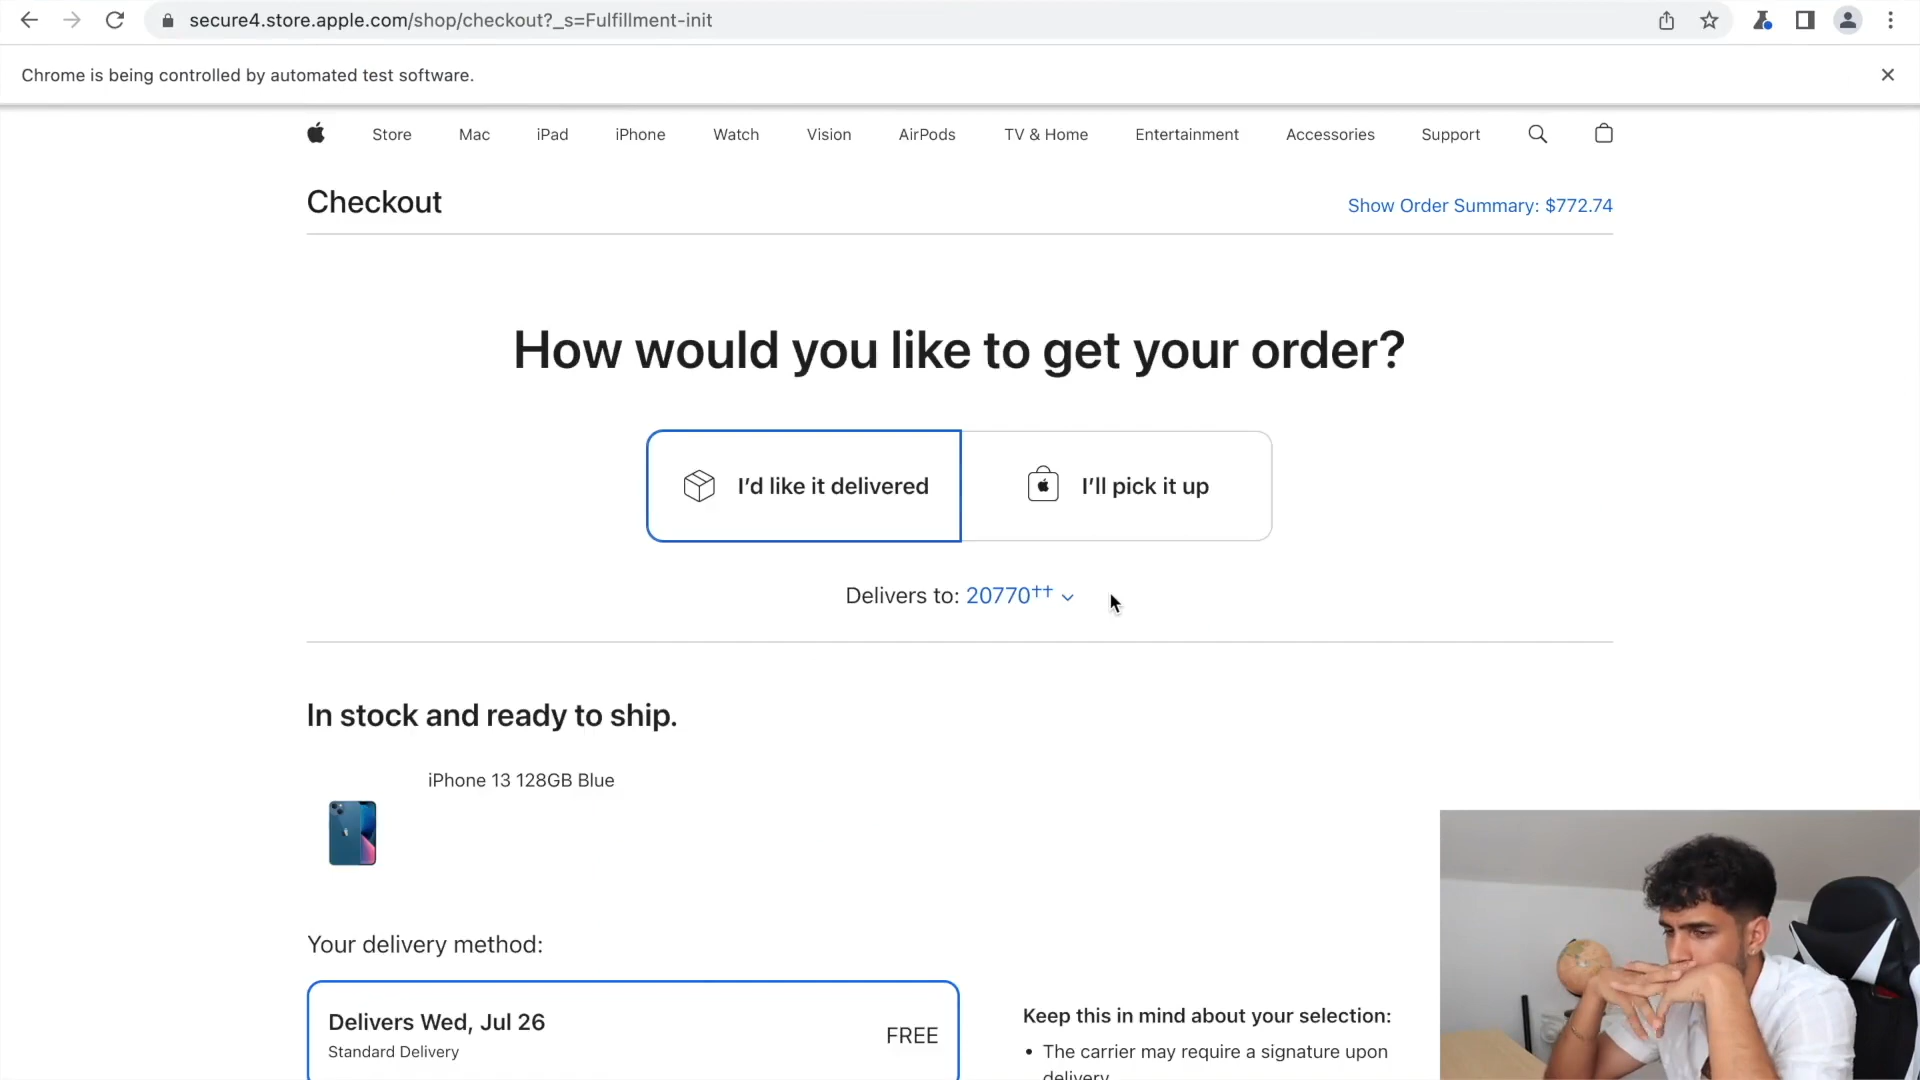 secure4.store.apple.com/shop/checkout?_s=Fulfillment-init
Chrome is being controlled by automated test software.
Store Mac iPad iPhone Watch Vision AirPods TV & Home Entertainment Accessories Support
Checkout
Show Order Summary: $772.74
How would you like to get your order?
I’d like it delivered
I’ll pick it up
Delivers to: 20770††
In stock and ready to ship.
iPhone 13 128GB Blue
Your delivery method:
Delivers Wed, Jul 26
Standard Delivery
FREE
Keep this in mind about your selection:
• The carrier may require a signature upon
delivery